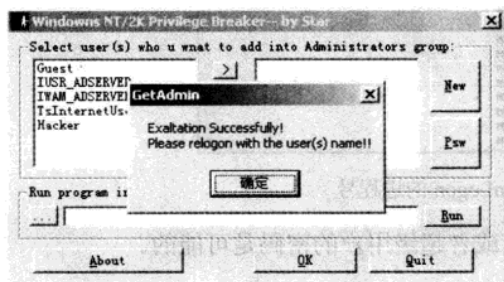 Windowns NT/2K Privilege Breaker-- by Star
Select user(s) who u wnat to add into Administrators group:
Guest
IUSR_ADSERVER
IWAM_ADSERVER
TsInternetUs
Hacker
>
New
Psw
GetAdmin
Exaltation Successfully!
Please relogon with the user(s) name!!
确定
Run program in
...
Run
About
OK
Quit